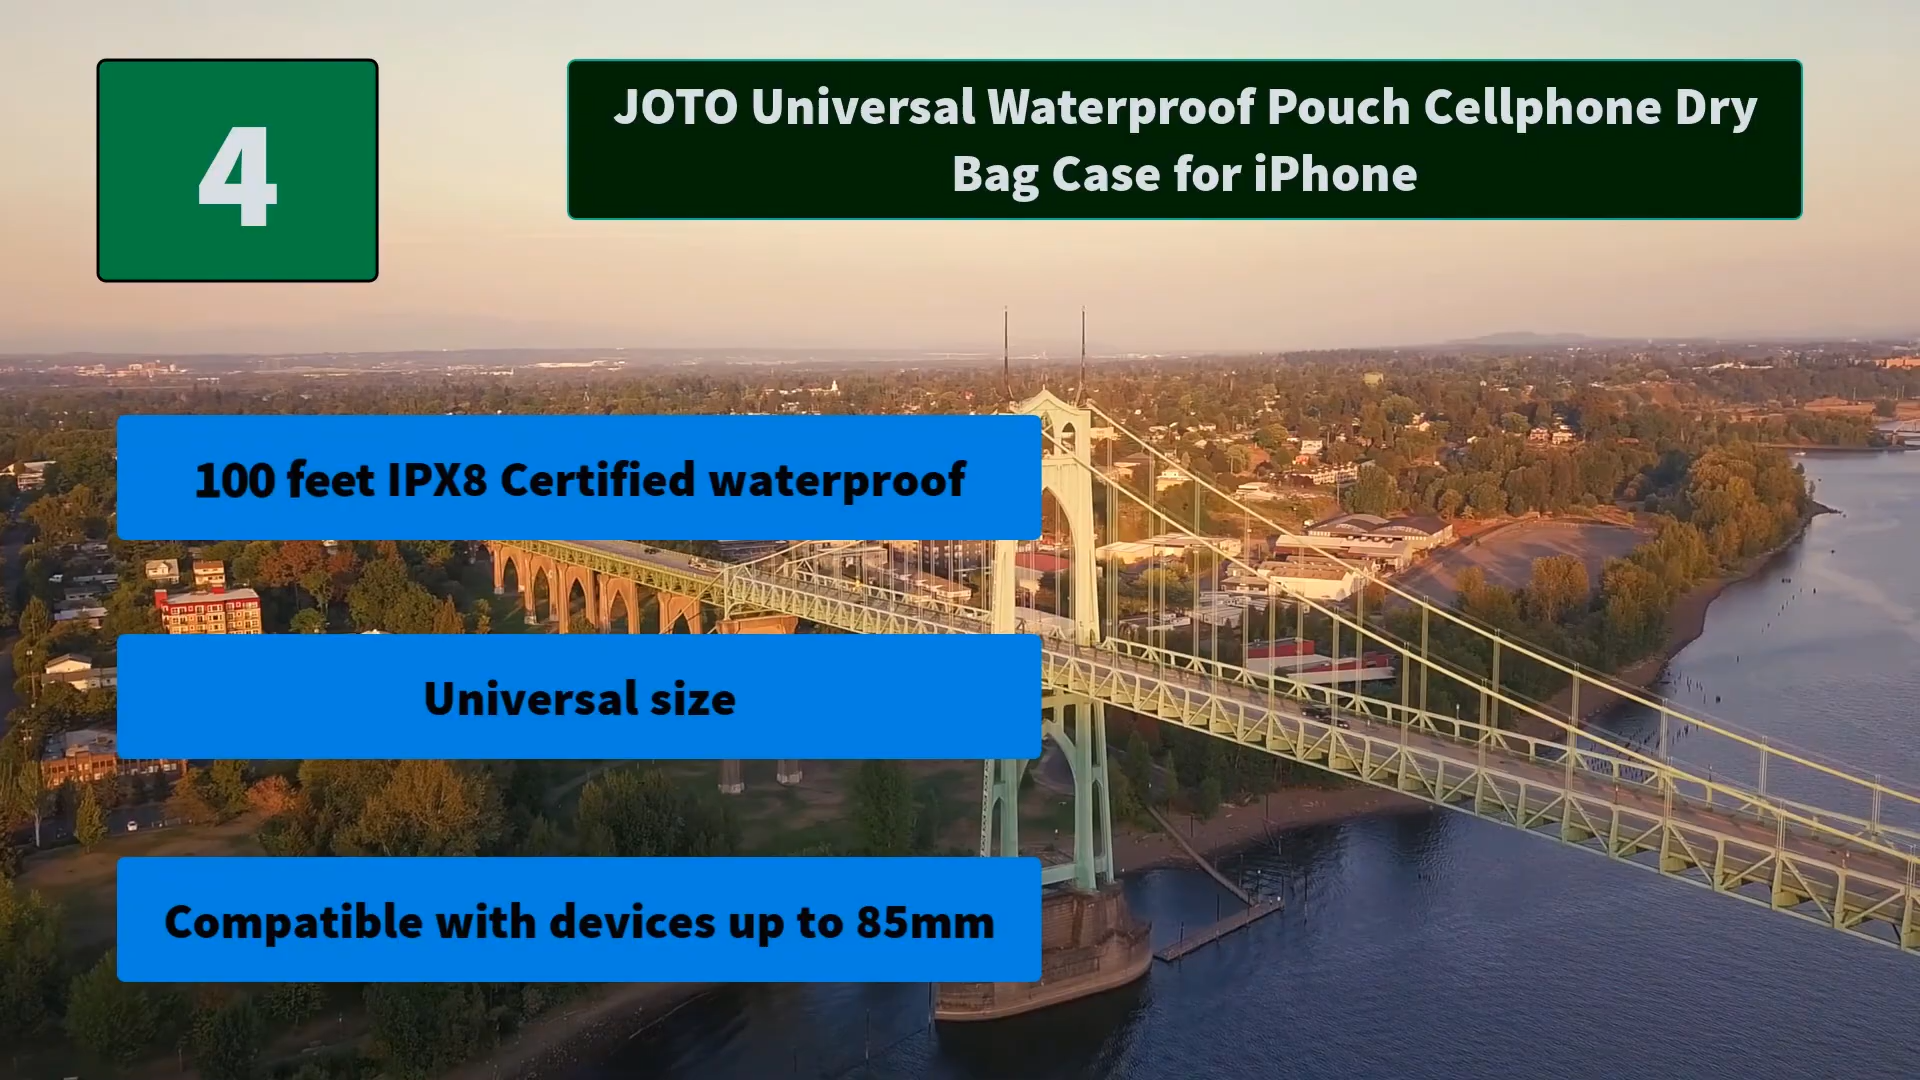 4
JOTO Universal Waterproof Pouch Cellphone Dry
Bag Case for iPhone
100 feet IPX8 Certified waterproof
Universal size
Compatible with devices up to 85mm